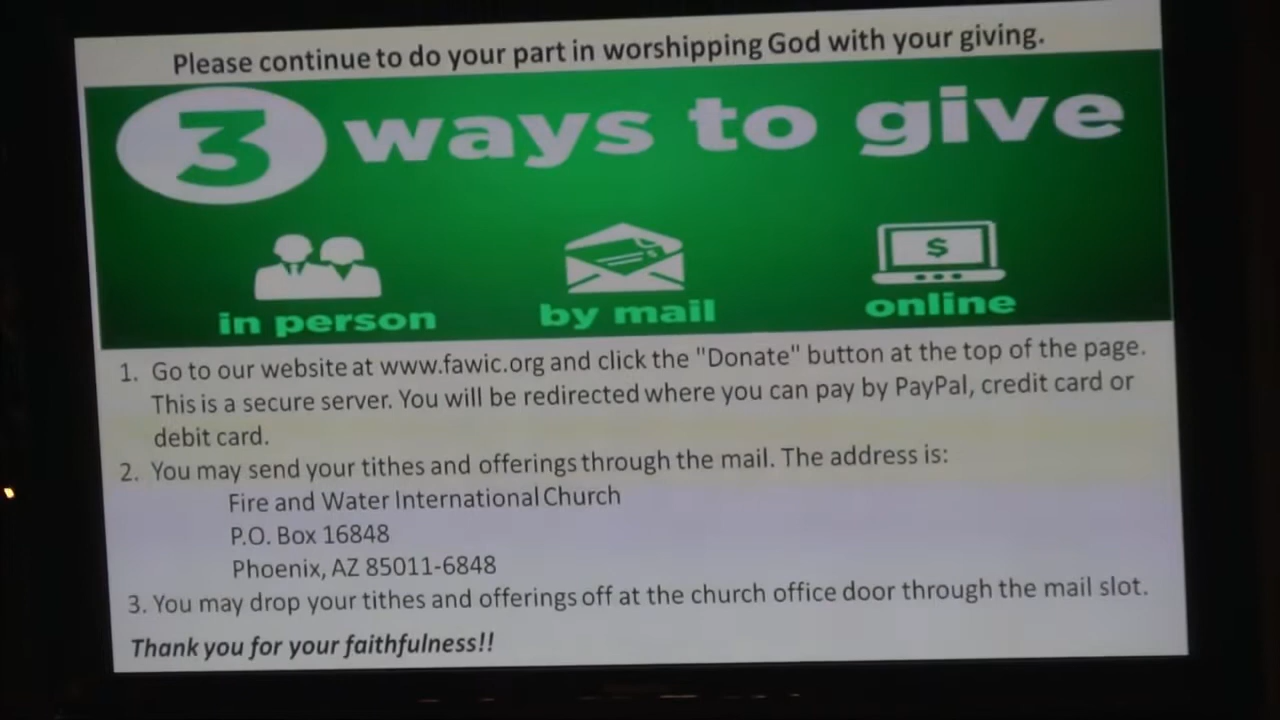 Please continue to do your part in worshipping God with your giving.
3 ways to give
in person by mail online
$
1. Go to our website at www.fawic.org and click the "Donate" button at the top of the page.
This is a secure server. You will be redirected where you can pay by PayPal, credit card or
debit card.
2. You may send your tithes and offerings through the mail. The address is:
Fire and Water International Church
P.O. Box 16848
Phoenix, AZ 85011-6848
3. You may drop your tithes and offerings off at the church office door through the mail slot.
Thank you for your faithfulness!!